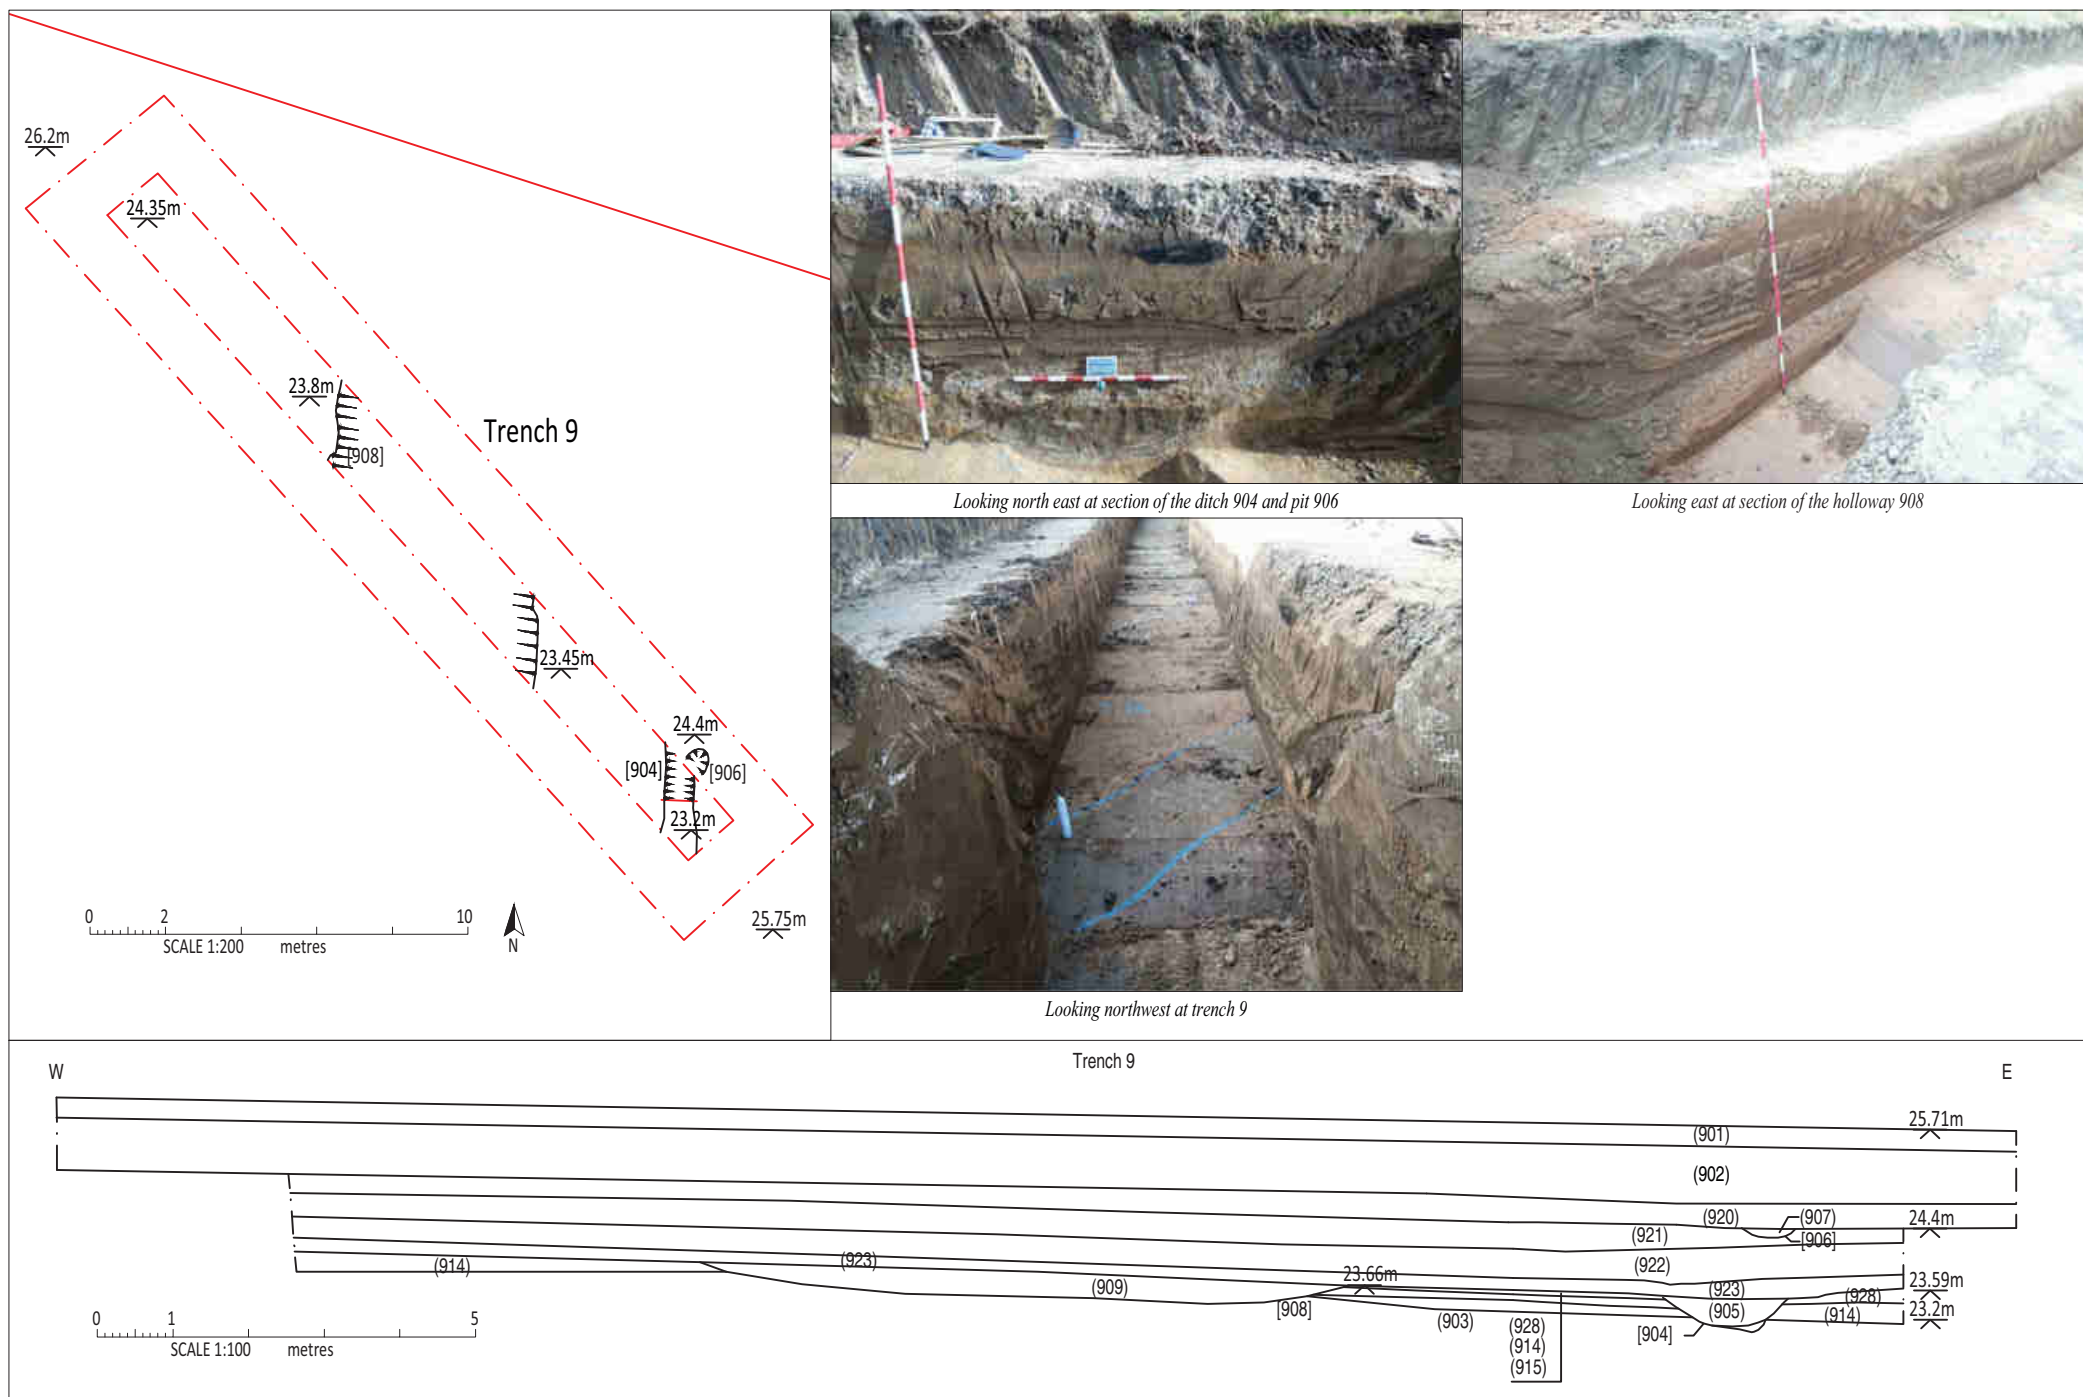 26.2m
24.35m
23.8m
[908]
Trench 9
23.45m
24.4m
[904]
[906]
23.2m
25.75m
0 2 10
SCALE 1:200 metres
N
Looking north east at section of the ditch 904 and pit 906
Looking east at section of the holloway 908
Looking northwest at trench 9
Trench 9
W
E
25.71m
(901)
(902)
(920)
(907)
24.4m
(921)
[906]
(922)
(923)
(914)
23.66m
(909)
(923)
23.59m
(928)
[908]
(905)
23.2m
(903)
(914)
(928)
(914)
(915)
[904]
0 1 5
SCALE 1:100 metres